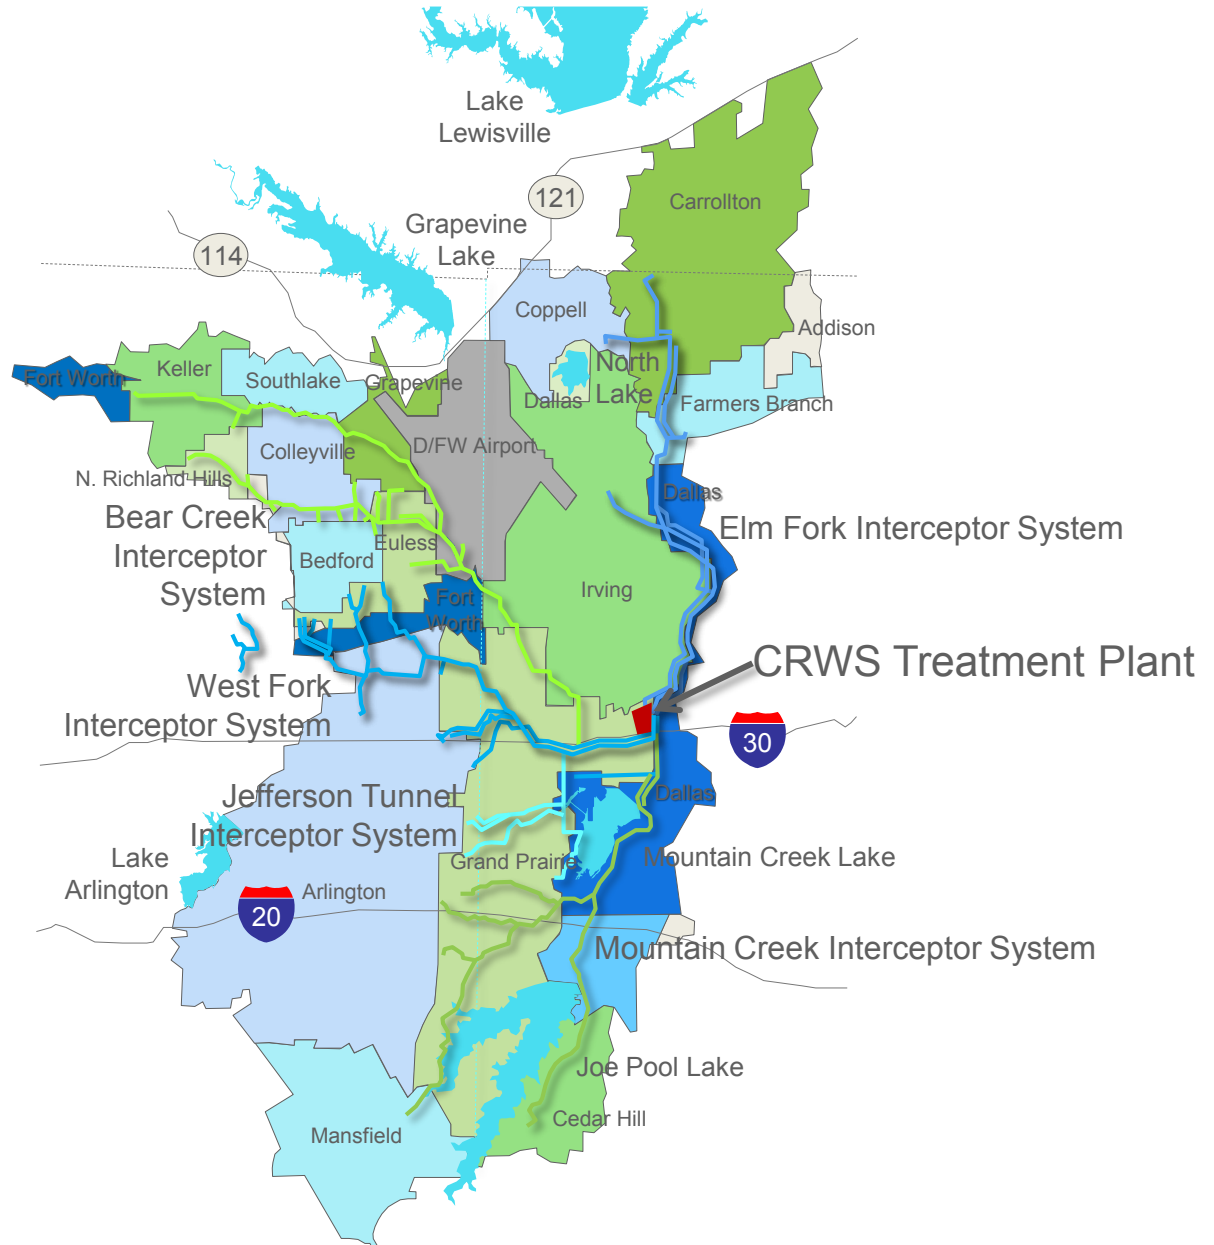 Lake
Lewisville
121
Carrollton
Grapevine
Lake
114
Coppell
Addison
North
Lake
Keller
Fort Worth
Southlake
Grapevine
Dallas
Farmers Branch
D/FW Airport
Colleyville
N. Richland Hills
Dallas
Bear Creek
Interceptor
System
Elm Fork Interceptor System
Euless
Bedford
Irving
Fort
Worth
CRWS Treatment Plant
West Fork
Interceptor System
30
Jefferson Tunnel
Interceptor System
Dallas
Lake
Arlington
Grand Prairie
Mountain Creek Lake
Arlington
20
Mountain Creek Interceptor System
Joe Pool Lake
Cedar Hill
Mansfield